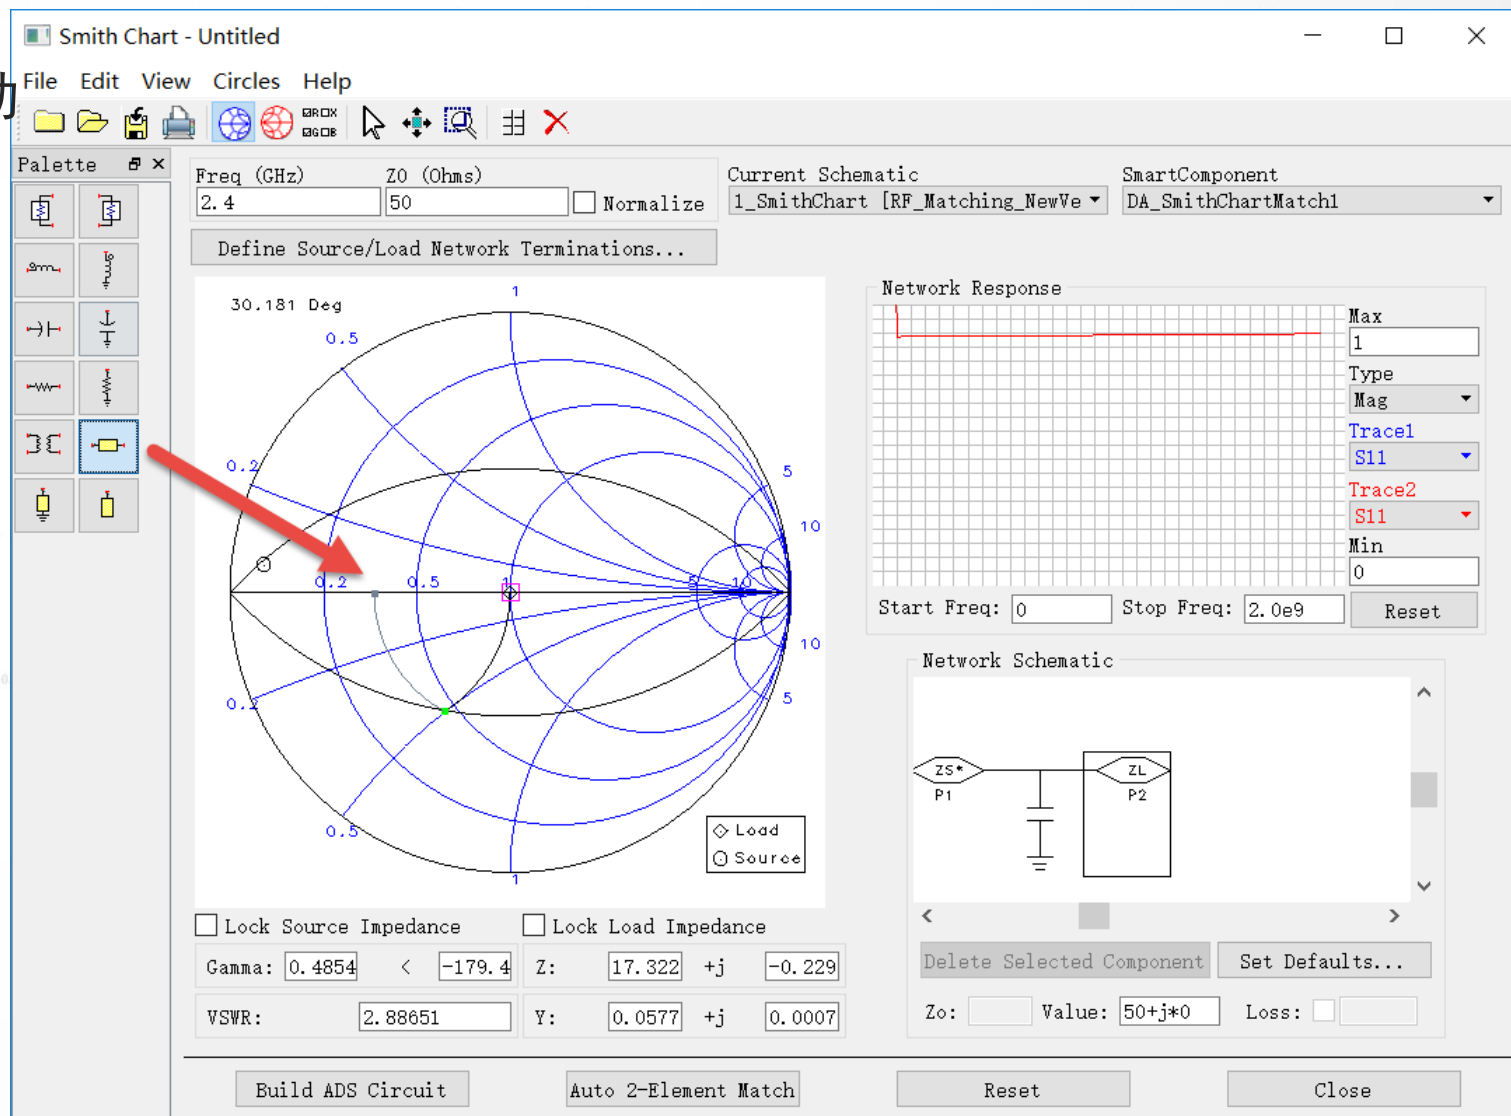 Smith Chart - Untitled
File Edit View Circles Help
Palette
Freq (GHz) Z0 (Ohms)
2.4 50 Normalize
Current Schematic SmartComponent
1_SmithChart [RF_Matching_NewVe DA_SmithChartMatch1
Define Source/Load Network Terminations...
30.181 Deg
1
0.5
0.2
5
10
0.2 0.5 1 5 10
10
5
0.2
0.5
1
Load
Source
Network Response
Max
1
Type
Mag
Trace1
S11
Trace2
S11
Min
0
Start Freq: 0 Stop Freq: 2.0e9 Reset
Network Schematic
ZS* ZL
P1 P2
Lock Source Impedance Lock Load Impedance
Gamma: 0.4854 < -179.4 Z: 17.322 +j -0.229
VSWR: 2.88651 Y: 0.0577 +j 0.0007
Delete Selected Component Set Defaults...
Zo: Value: 50+j*0 Loss:
Build ADS Circuit Auto 2-Element Match Reset Close